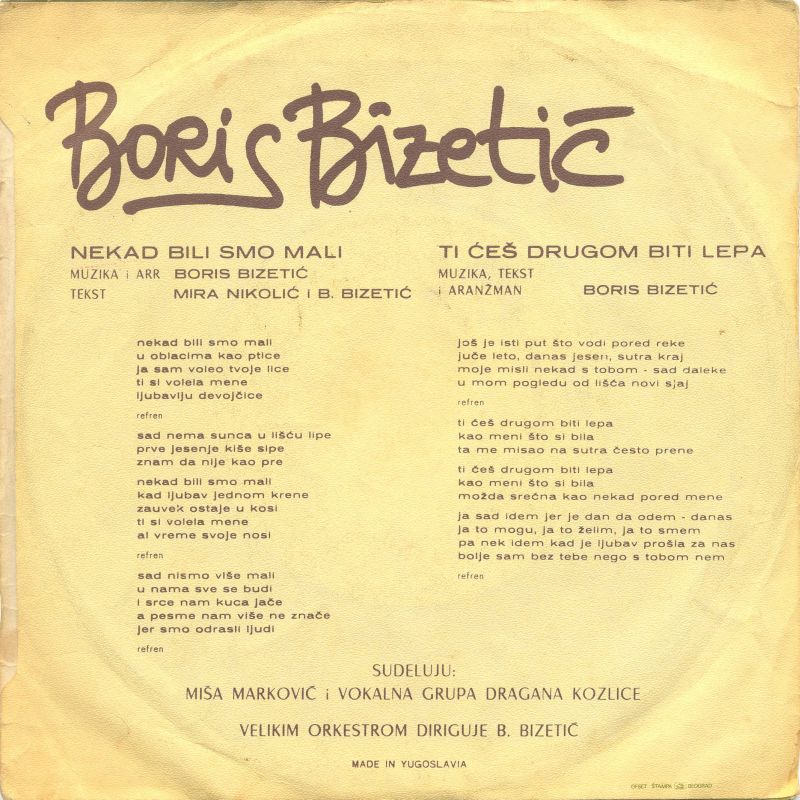 Boris Bizetić
NEKAD BILI SMO MALI
MUZIKA i ARR BORIS BIZETIĆ
TEKST MIRA NIKOLIĆ i B. BIZETIĆ
nekad bili smo mali
u oblacima kao ptice
ja sam voleo tvoje lice
ti si volela mene
ljubavlju devojčice
refren
sad nema sunca u lišću lipe
prve jesenje kiše sipe
znam da nije kao pre
nekad bili smo mali
kad ljubav jednom krene
zauvek ostaje u kosi
ti si volela mene
al vreme svoje nosi
refren
sad nismo više mali
u nama sve se budi
i srce nam kuca jače
a pesme nam više ne znače
jer smo odrasli ljudi
refren
TI ĆEŠ DRUGOM BITI LEPA
MUZIKA, TEKST
i ARANŽMAN BORIS BIZETIĆ
još je isti put što vodi pored reke
juče leto, danas jesen, sutra kraj
moje misli nekad s tobom - sad daleke
u mom pogledu od lišća novi sjaj
refren
ti ćeš drugom biti lepa
kao meni što si bila
ta me misao na sutra često prene
ti ćeš drugom biti lepa
kao meni što si bila
možda srećna kao nekad pored mene
ja sad idem jer je dan da odem - danas
ja to mogu, ja to želim, ja to smem
pa nek idem kad je ljubav prošla za nas
bolje sam bez tebe nego s tobom nem
refren
SUDELUJU:
MIŠA MARKOVIĆ i VOKALNA GRUPA DRAGANA KOZLICE
VELIKIM ORKESTROM DIRIGUJE B. BIZETIĆ
MADE IN YUGOSLAVIA
OFSET ŠTAMPA BEOGRAD